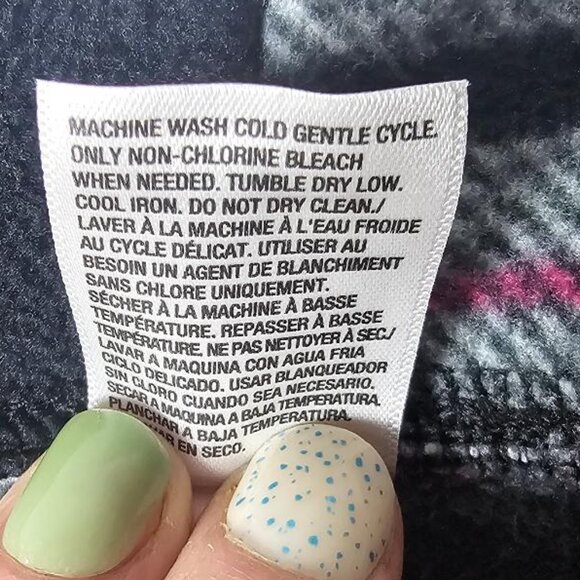 MACHINE WASH COLD GENTLE CYCLE.
ONLY NON-CHLORINE BLEACH
WHEN NEEDED. TUMBLE DRY LOW.
COOL IRON. DO NOT DRY CLEAN./
LAVER À LA MACHINE À L'EAU FROIDE
AU CYCLE DÉLICAT. UTILISER AU
BESOIN UN AGENT DE BLANCHIMENT
SANS CHLORE UNIQUEMENT.
SÉCHER À LA MACHINE À BASSE
TEMPÉRATURE. REPASSER À BASSE
TEMPÉRATURE. NE PAS NETTOYER À SEC./
LAVAR A MAQUINA CON AGUA FRIA
CICLO DELICADO. USAR BLANQUEADOR
SIN CLORO CUANDO SEA NECESARIO.
SECAR A MAQUINA A BAJA TEMPERATURA.
PLANCHAR A BAJA TEMPERATURA.
EN SECO.